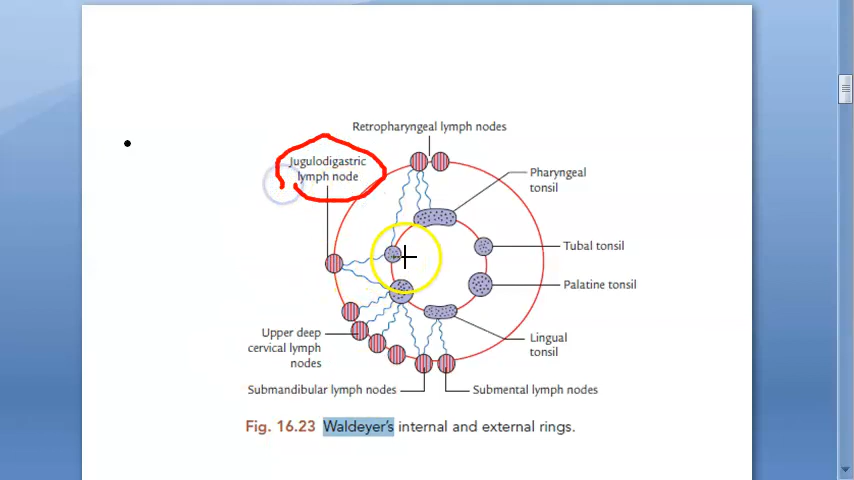 Retropharyngeal lymph nodes
Jugulodigastric
lymph node
Pharyngeal
tonsil
Tubal tonsil
Palatine tonsil
Upper deep
cervical lymph
nodes
Lingual
tonsil
Submandibular lymph nodes
Submental lymph nodes
Fig. 16.23 Waldeyer's internal and external rings.